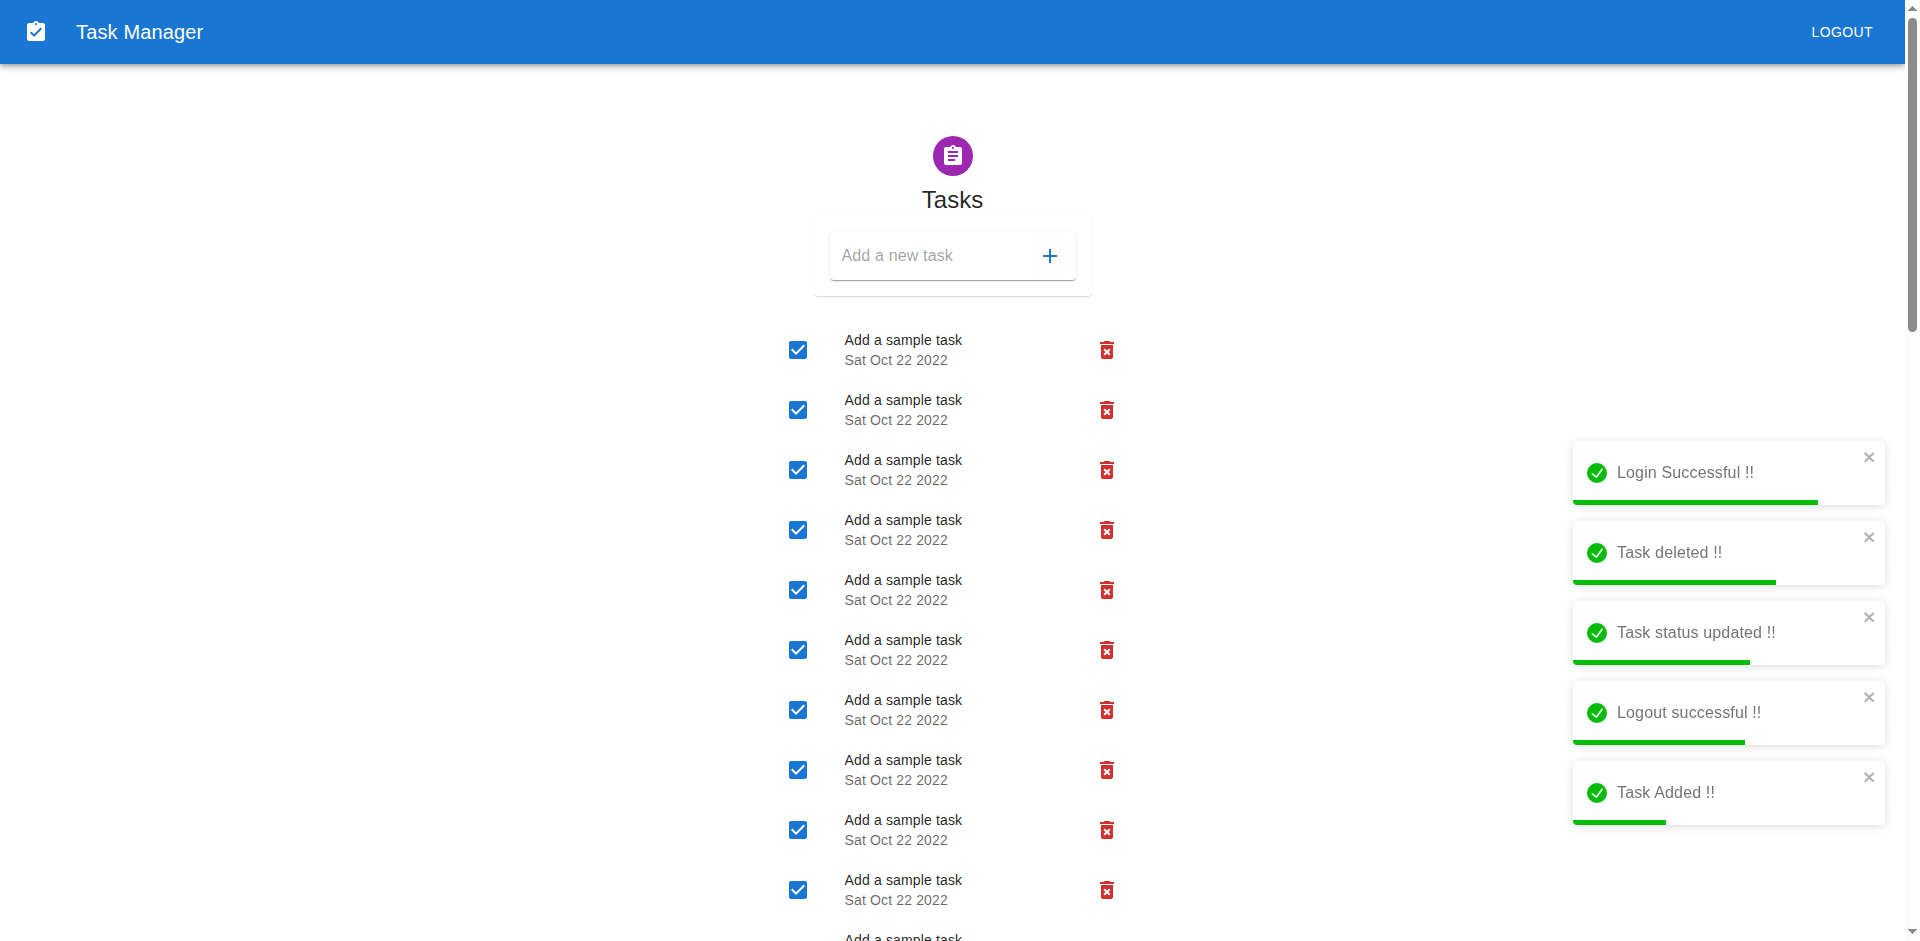 Task Manager
LOGOUT
Tasks
Add a new task
Add a sample task
Sat Oct 22 2022
Add a sample task
Sat Oct 22 2022
Add a sample task
Sat Oct 22 2022
Add a sample task
Sat Oct 22 2022
Add a sample task
Sat Oct 22 2022
Add a sample task
Sat Oct 22 2022
Add a sample task
Sat Oct 22 2022
Add a sample task
Sat Oct 22 2022
Add a sample task
Sat Oct 22 2022
Add a sample task
Sat Oct 22 2022
Add a sample task
Login Successful !!
Task deleted !!
Task status updated !!
Logout successful !!
Task Added !!